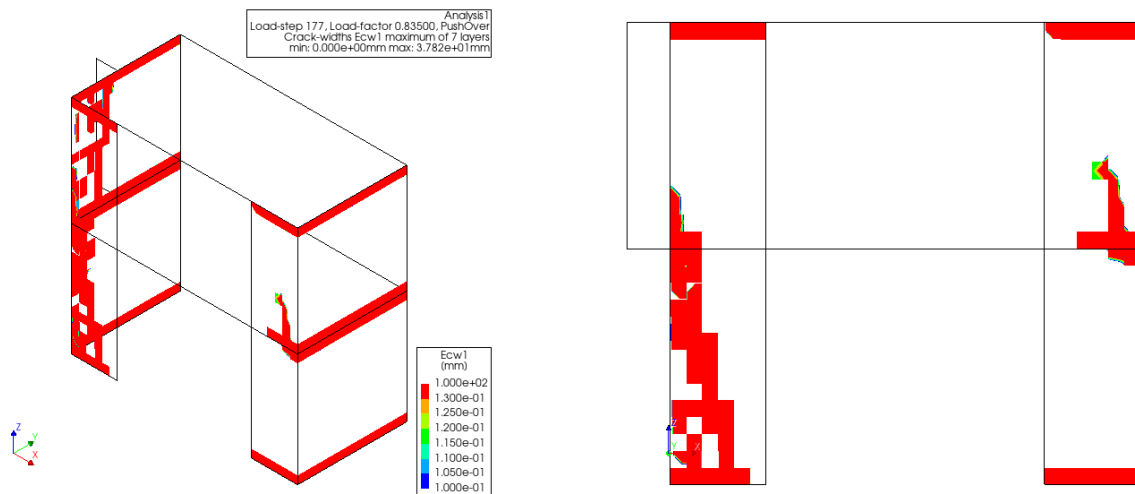 Analysis1
Load-step 177, Load-factor 0.83500, PushOver
Crack-widths Ecw1 maximum of 7 layers
min: 0.000e+00mm max: 3.782e+01mm
Ecw1
(mm)
1.000e+02
1.300e-01
1.250e-01
1.200e-01
1.150e-01
1.100e-01
1.050e-01
1.000e-01
Z
Y
X
Z
Y
X